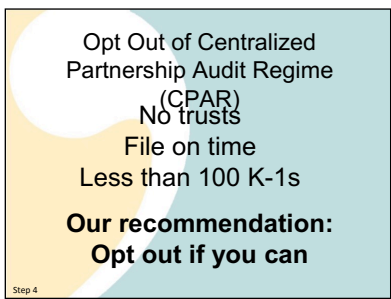 Opt Out of Centralized
Partnership Audit Regime
(CPAR)
No trusts
File on time
Less than 100 K-1s
Our recommendation:
Opt out if you can
Step 4